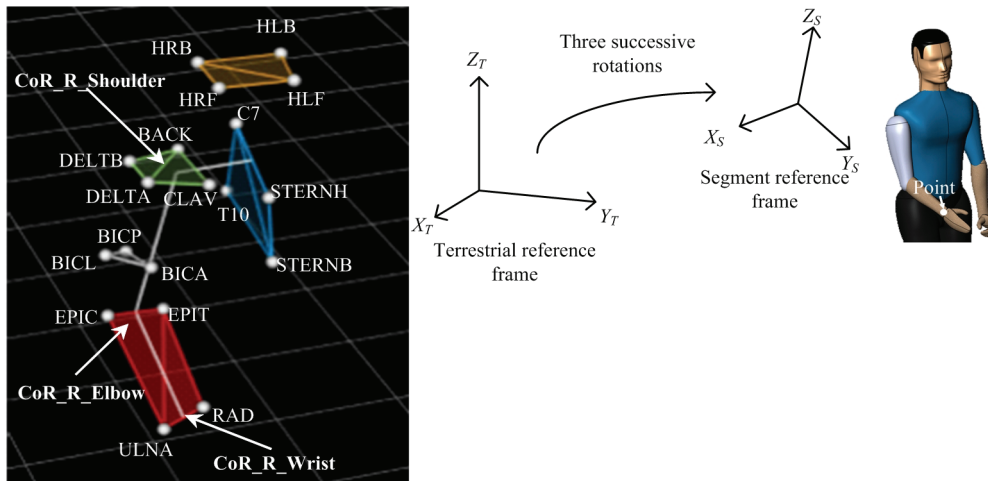 HLB
HRB
CoR_R_Shoulder
HRF
HLF
C7
BACK
DELTB
DELTA
CLAV
T10
STERNH
BICP
BICL
BICA
STERNB
EPIC
EPIT
CoR_R_Elbow
RAD
ULNA
CoR_R_Wrist
Z_T
X_T
Y_T
Terrestrial reference
frame
Three successive
rotations
Z_S
X_S
Y_S
Segment reference
frame
Point